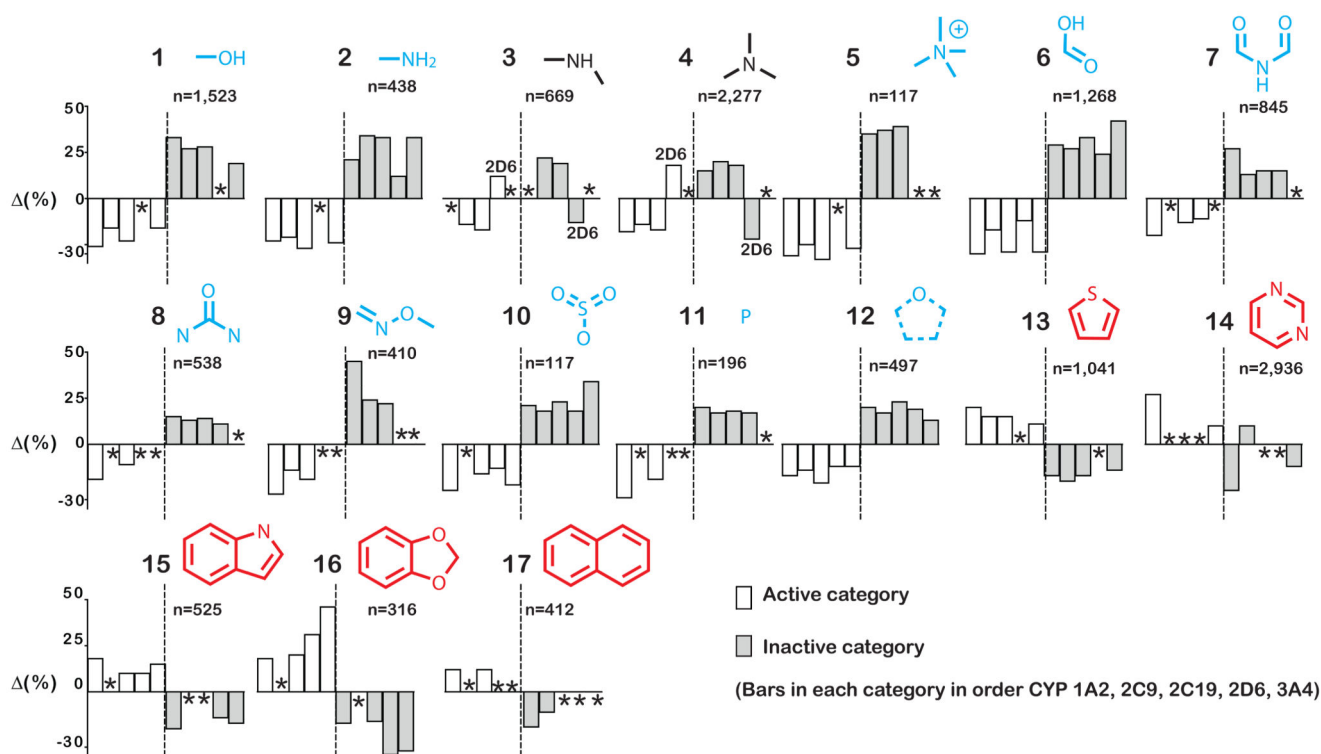 1 —OH
n=1,523
2 —NH₂
n=438
3 NH
n=669
4 N
n=2,277
5 N ⊕
n=117
6 OH O
n=1,268
7 O O N H
n=845
50
25
Δ(%) 0
-30
* * * * * * 2D6 * * * 2D6 * 2D6 * * 2D6 * * * * * *
8 O N N
n=538
9 N O
n=410
10 O S O O
n=117
11 P
n=196
12 O
n=497
13 S
n=1,041
14 N N
n=2,936
50
25
Δ(%) 0
-30
* * * * * * * * * * * * * * * * * * * *
15 N
n=525
16 O O
n=316
17
n=412
50
25
Δ(%) 0
-30
* * * * * * * * * * *
Active category
Inactive category
(Bars in each category in order CYP 1A2, 2C9, 2C19, 2D6, 3A4)